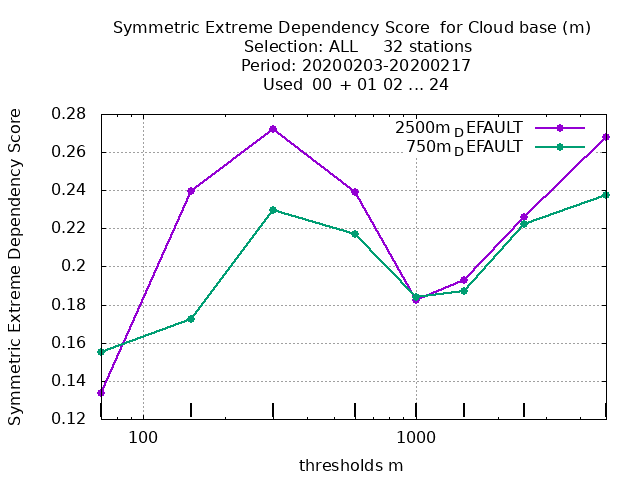 Symmetric Extreme Dependency Score  for Cloud base (m)
Selection: ALL     32 stations
Period: 20200203-20200217
Used  00 + 01 02 ... 24
2500m_DEFAULT
750m_DEFAULT
Symmetric Extreme Dependency Score
0.28
0.26
0.24
0.22
0.2
0.18
0.16
0.14
0.12
100
1000
thresholds m